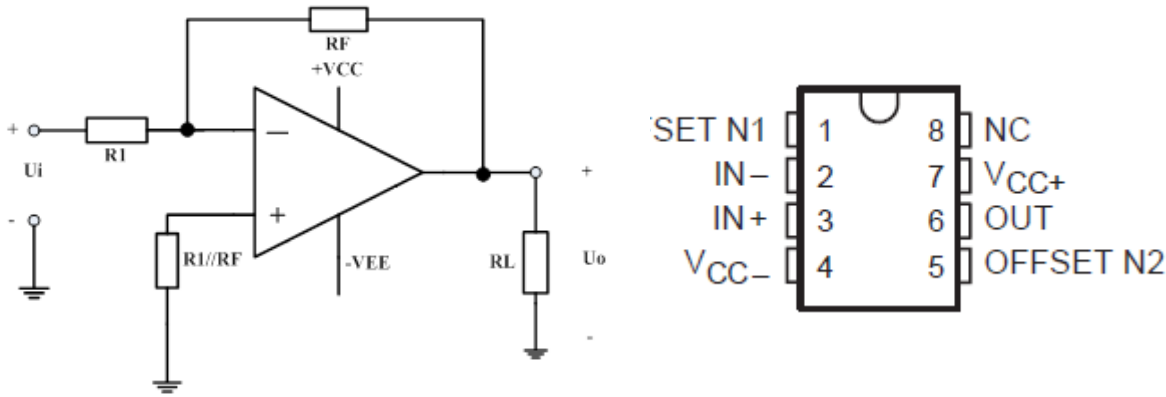 RF
+VCC
+
R1
−
Ui
-
+
R1//RF
-VEE
RL
+
Uo
-
SET N1 1 8 NC
IN− 2 7 VCC+
IN+ 3 6 OUT
VCC− 4 5 OFFSET N2